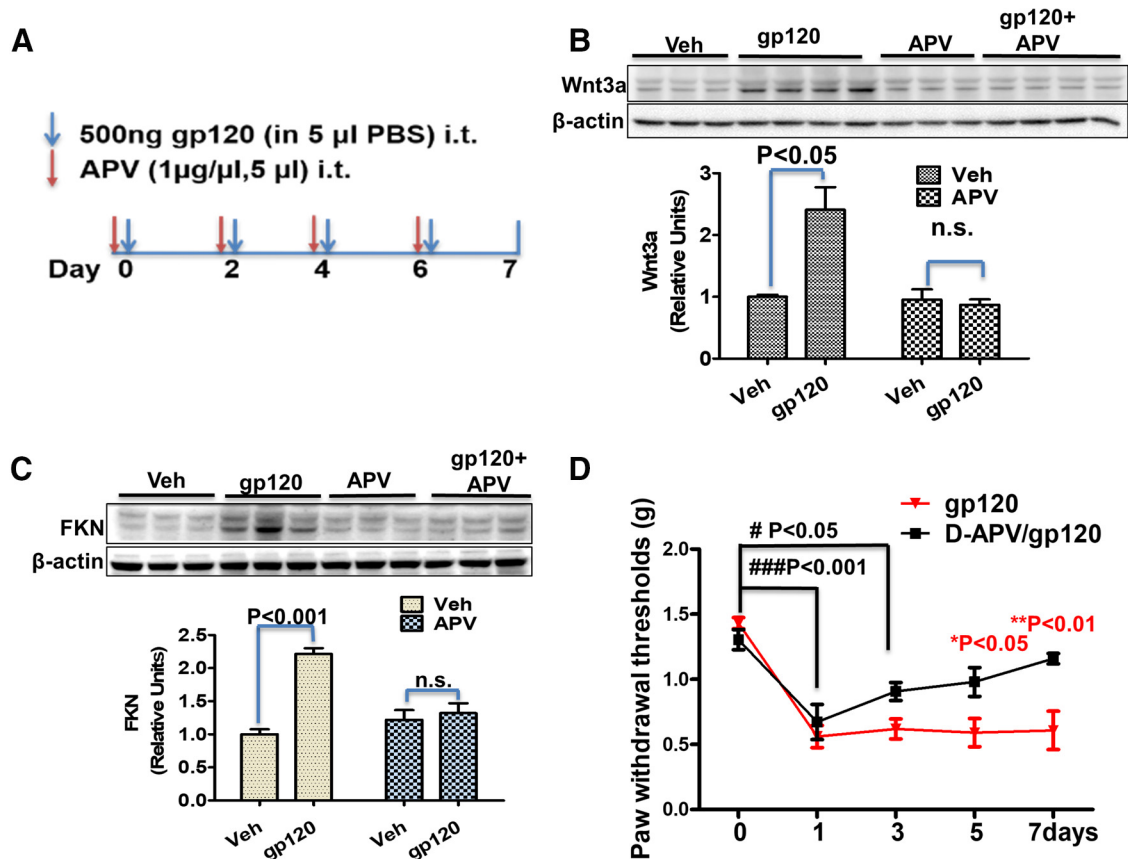 A
500ng gp120 (in 5 µl PBS) i.t.
APV (1µg/µl,5 µl) i.t.
Day 0 2 4 6 7
B
Veh gp120 APV gp120+
APV
Wnt3a
β-actin
P<0.05
Veh
APV
n.s.
Wnt3a
(Relative Units)
3
2
1
0
Veh gp120 Veh gp120
C
Veh gp120 APV gp120+
APV
FKN
β-actin
P<0.001
Veh
APV
n.s.
FKN
(Relative Units)
2.5
2.0
1.5
1.0
0.5
0.0
Veh gp120 Veh gp120
D
gp120
D-APV/gp120
Paw withdrawal thresholds (g)
2.0
1.5
1.0
0.5
0.0
# P<0.05
###P<0.001
*P<0.05
**P<0.01
0 1 3 5 7days